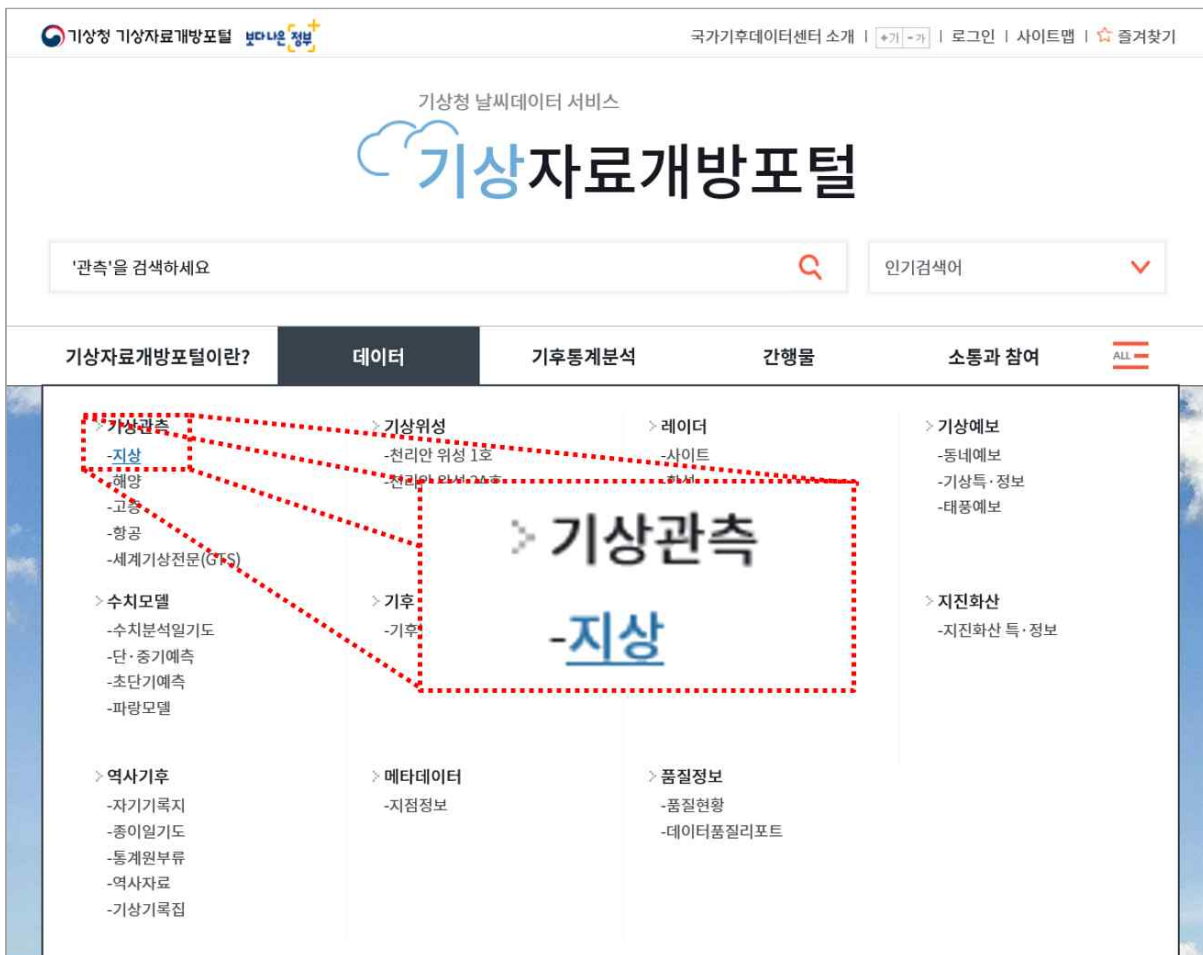 기상청 기상자료개방포털 보다나은 정부
국가기후데이터센터 소개 | +가 -가 | 로그인 | 사이트맵 | 즐겨찾기
기상청 날씨데이터 서비스
기상자료개방포털
'관측'을 검색하세요
인기검색어
기상자료개방포털이란? 데이터 기후통계분석 간행물 소통과 참여 ALL
> 기상관측
-지상
-해양
-고층
-항공
-세계기상전문(GTS)
> 기상위성
-천리안 위성 1호
-천리안 위성 2A호
> 레이더
-사이트
-합성
> 기상예보
-동네예보
-기상특·정보
-태풍예보
> 기상관측
-지상
> 수치모델
-수치분석일기도
-단·중기예측
-초단기예측
-파랑모델
> 기후
-기후
> 지진화산
-지진화산 특·정보
> 역사기후
-자기기록지
-종이일기도
-통계원부류
-역사자료
-기상기록집
> 메타데이터
-지점정보
> 품질정보
-품질현황
-데이터품질리포트